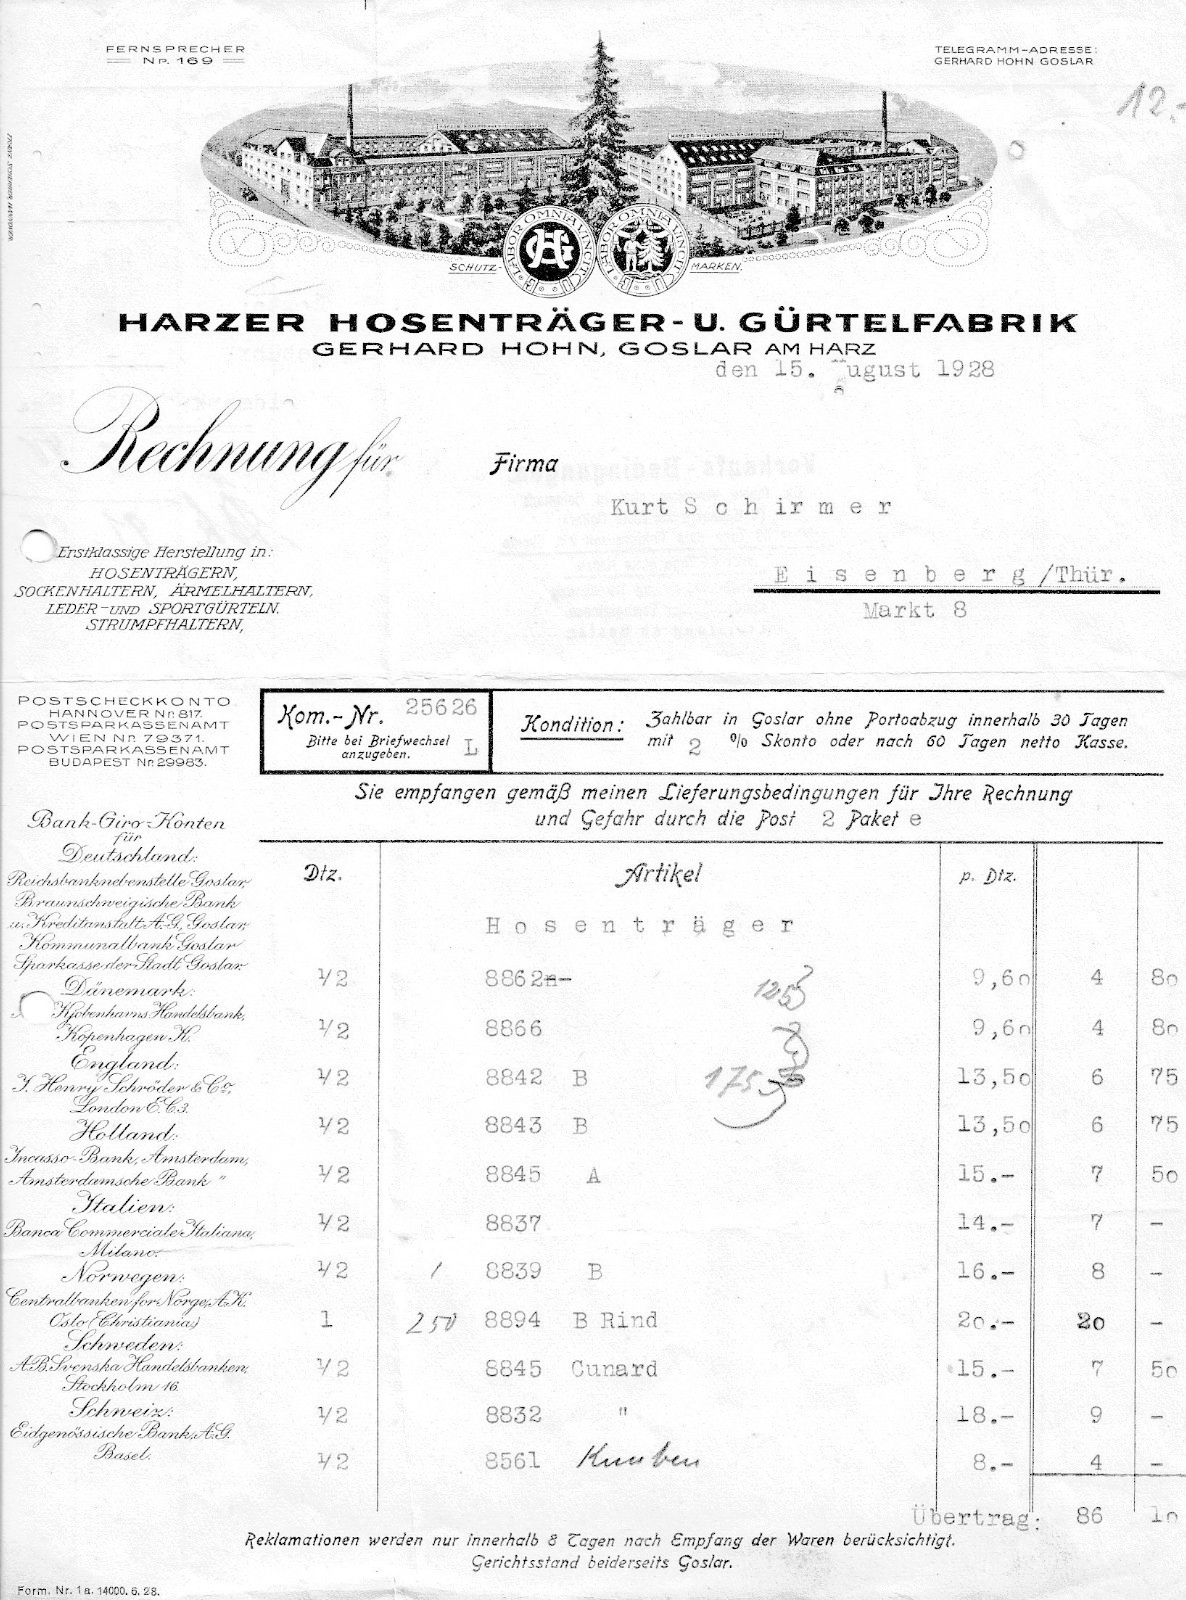 FERNSPRECHER
Nr. 169
TELEGRAMM-ADRESSE:
GERHARD HOHN GOSLAR
12.-
LABOR OMNIA VINCIT
LABOR OMNIA VINCIT
SCHUTZ-
MARKEN.
HARZER HOSENTRÄGER- U. GÜRTELFABRIK
GERHARD HOHN, GOSLAR AM HARZ
den 15. August 1928
Rechnung für
Firma
Kurt Schirmer
Eisenberg/Thür.
Markt 8
Erstklassige Herstellung in:
HOSENTRÄGERN,
SOCKENHALTERN, ÄRMELHALTERN,
LEDER- UND SPORTGÜRTELN.
STRUMPFHALTERN,
POSTSCHECKKONTO
HANNOVER Nr. 817.
POSTSPARKASSENAMT
WIEN Nr. 79371.
POSTSPARKASSENAMT
BUDAPEST Nr. 29983.
Kom.-Nr. 25626
Bitte bei Briefwechsel L
anzugeben.
Kondition: Zahlbar in Goslar ohne Portoabzug innerhalb 30 Tagen
mit 2 % Skonto oder nach 60 Tagen netto Kasse.
Sie empfangen gemäß meinen Lieferungsbedingungen für Ihre Rechnung
und Gefahr durch die Post 2 Paket e
Bank-Giro-Konten
für
Deutschland:
Reichsbanknebenstelle Goslar,
Braunschweigische Bank
u. Kreditanstalt A.G., Goslar,
Kommunalbank Goslar
Sparkasse der Stadt Goslar.
Dänemark:
Kjöbenhavns Handelsbank,
Kopenhagen K.
England:
J. Henry Schröder & Co.,
London E.C.3.
Holland:
Incasso-Bank, Amsterdam,
Amsterdamsche Bank "
Italien:
Banca Commerciale Italiana,
Milano.
Norwegen:
Centralbanken for Norge, A.K.
Oslo (Christiania)
Schweden:
A.B. Svenska Handelsbanken,
Stockholm 16.
Schweiz:
Eidgenössische Bank, A.G.
Basel.
Dtz. Artikel p. Dtz.
Hosenträger
1/2 8862n- 9,60 4 80
125
1/2 8866 9,60 4 80
1/2 8842 B 175 13,50 6 75
1/2 8843 B 13,50 6 75
1/2 8845 A 15.- 7 50
1/2 8837 14.- 7 -
1/2 / 8839 B 16.- 8 -
1 250 8894 B Rind 20.- 20 -
1/2 8845 Cunard 15.- 7 50
1/2 8832 " 18.- 9 -
1/2 8561 Knaben 8.- 4 -
Übertrag: 86 10
Reklamationen werden nur innerhalb 8 Tagen nach Empfang der Waren berücksichtigt.
Gerichtsstand beiderseits Goslar.
Form. Nr. 1a. 14000. 6. 28.